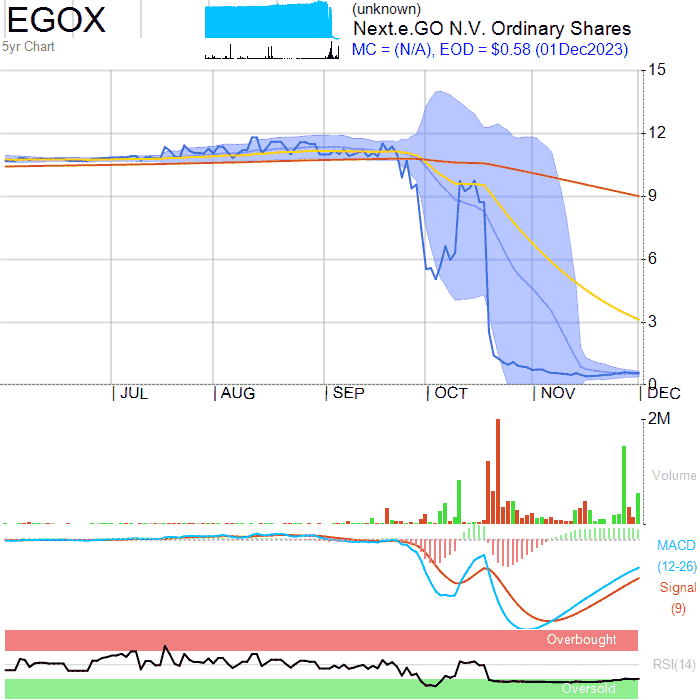 EGOX
(unknown)
5yr Chart
Next.e.GO N.V. Ordinary Shares
MC = (N/A), EOD = $0.58 (01Dec2023)
15
12
9
6
3
0
JUL AUG SEP OCT NOV DEC
2M
Volume
MACD
(12-26)
Signal
(9)
Overbought
RSI(14)
Oversold